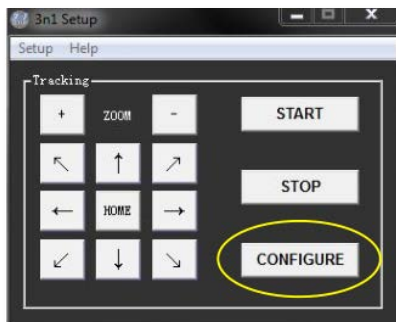 3n1 Setup
Setup Help
Tracking
+ ZOOM - START
↖ ↑ ↗
STOP
← HOME →
↙ ↓ ↘ CONFIGURE